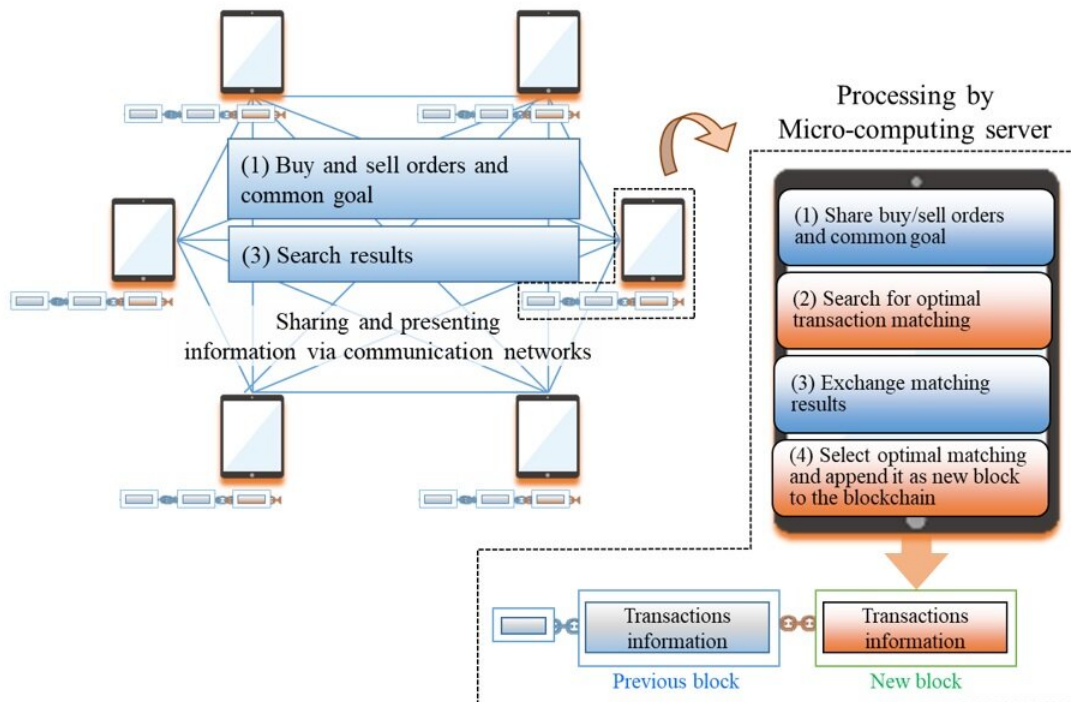 (1) Buy and sell orders and
common goal
(3) Search results
Sharing and presenting
information via communication networks
Processing by
Micro-computing server
(1) Share buy/sell orders
and common goal
(2) Search for optimal
transaction matching
(3) Exchange matching
results
(4) Select optimal matching
and append it as new block
to the blockchain
Transactions
information
Previous block
Transactions
information
New block